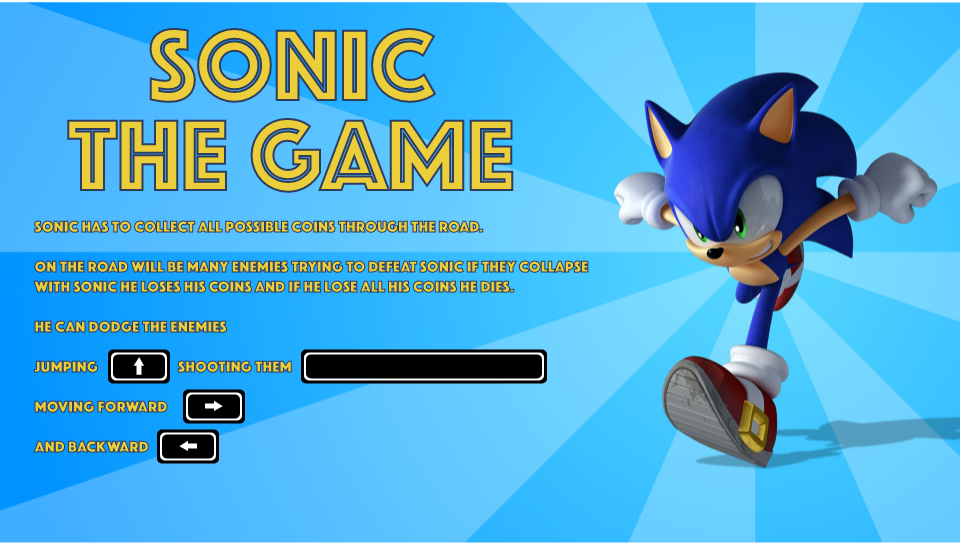 SONIC
THE GAME
SONIC HAS TO COLLECT ALL POSSIBLE COINS THROUGH THE ROAD.
ON THE ROAD WILL BE MANY ENEMIES TRYING TO DEFEAT SONIC IF THEY COLLAPSE
WITH SONIC HE LOSES HIS COINS AND IF HE LOSE ALL HIS COINS HE DIES.
HE CAN DODGE THE ENEMIES
JUMPING SHOOTING THEM
MOVING FORWARD
AND BACKWARD